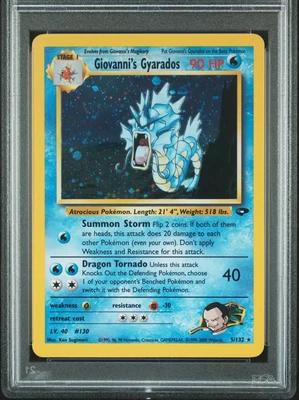 Evolves from Giovanni's Magikarp Put Giovanni's Gyarados on the Basic Pokémon
STAGE 1
Giovanni's Gyarados 90 HP
Atrocious Pokémon. Length: 21' 4", Weight: 518 lbs.
Summon Storm Flip 2 coins. If both of them
are heads, this attack does 20 damage to each
other Pokémon (even your own). Don't apply
Weakness and Resistance for this attack.
Dragon Tornado Unless this attack
Knocks Out the Defending Pokémon, choose
1 of your opponent's Benched Pokémon and
switch it with the Defending Pokémon.
40
weakness resistance -30
retreat cost
LV. 40 #130
Illus. Ken Sugimori
5/132 ★